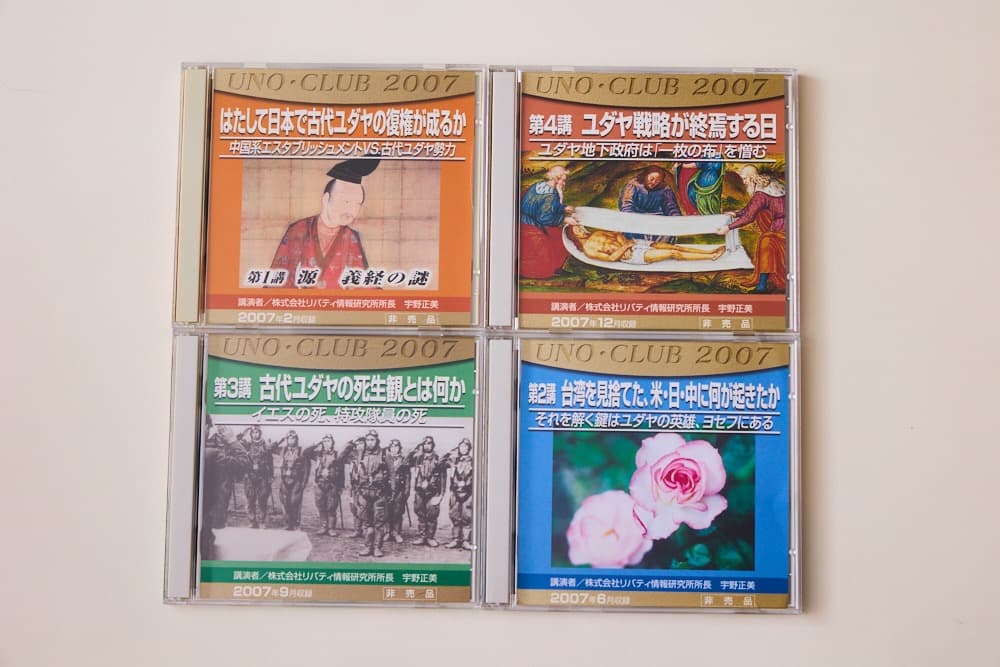 UNO・CLUB 2007
はたして日本で古代ユダヤの復権が成るか
中国系エスタブリッシュメントVS.古代ユダヤ勢力
第1講 源 義経の謎
講演者／株式会社リバティ情報研究所所長 宇野正美
2007年2月収録 非売品
UNO・CLUB 2007
第4講 ユダヤ戦略が終焉する日
ユダヤ地下政府は「一枚の布」を憎む
講演者／株式会社リバティ情報研究所所長 宇野正美
2007年12月収録 非売品
UNO・CLUB 2007
第3講 古代ユダヤの死生観とは何か
イエスの死、特攻隊員の死
講演者／株式会社リバティ情報研究所所長 宇野正美
2007年9月収録 非売品
UNO・CLUB 2007
第2講 台湾を見捨てた、米・日・中に何が起きたか
それを解く鍵はユダヤの英雄、ヨセフにある
講演者／株式会社リバティ情報研究所所長 宇野正美
2007年6月収録 非売品